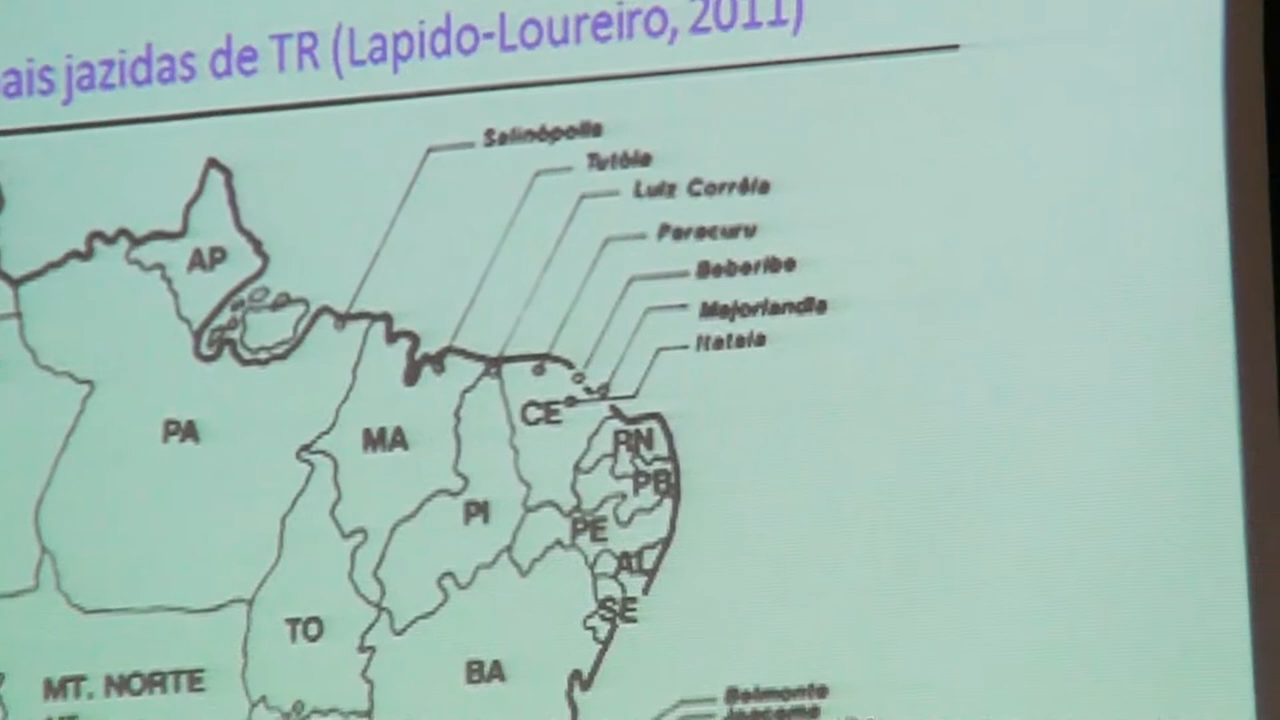 ais jazidas de TR (Lapido-Loureiro, 2011)
Salinópolis
Tutóia
Luiz Corrêia
AP
Paracuru
Beberibe
Majorlandia
Itataia
CE
PA
MA
RN
PB
PI
PE
AL
SE
TO
BA
MT. NORTE
Belmonte